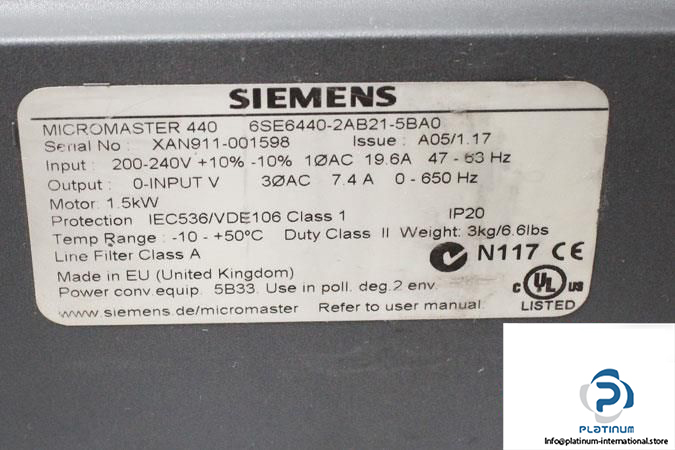 SIEMENS
MICROMASTER 440 6SE6440-2AB21-5BA0
Serial No : XAN911-001598 Issue : A05/1.17
Input : 200-240V +10% -10% 1ØAC 19.6A 47 - 63 Hz
Output : 0-INPUT V 3ØAC 7.4 A 0 - 650 Hz
Motor: 1.5kW
Protection IEC536/VDE106 Class 1 IP20
Temp Range : -10 - +50°C Duty Class II Weight: 3kg/6.6lbs
Line Filter Class A
N117 CE
Made in EU (United Kingdom)
Power conv.equip. 5B33. Use in poll. deg.2 env.
C UL US
LISTED
www.siemens.de/micromaster Refer to user manual.
PLATINUM
Info@platinum-international.store